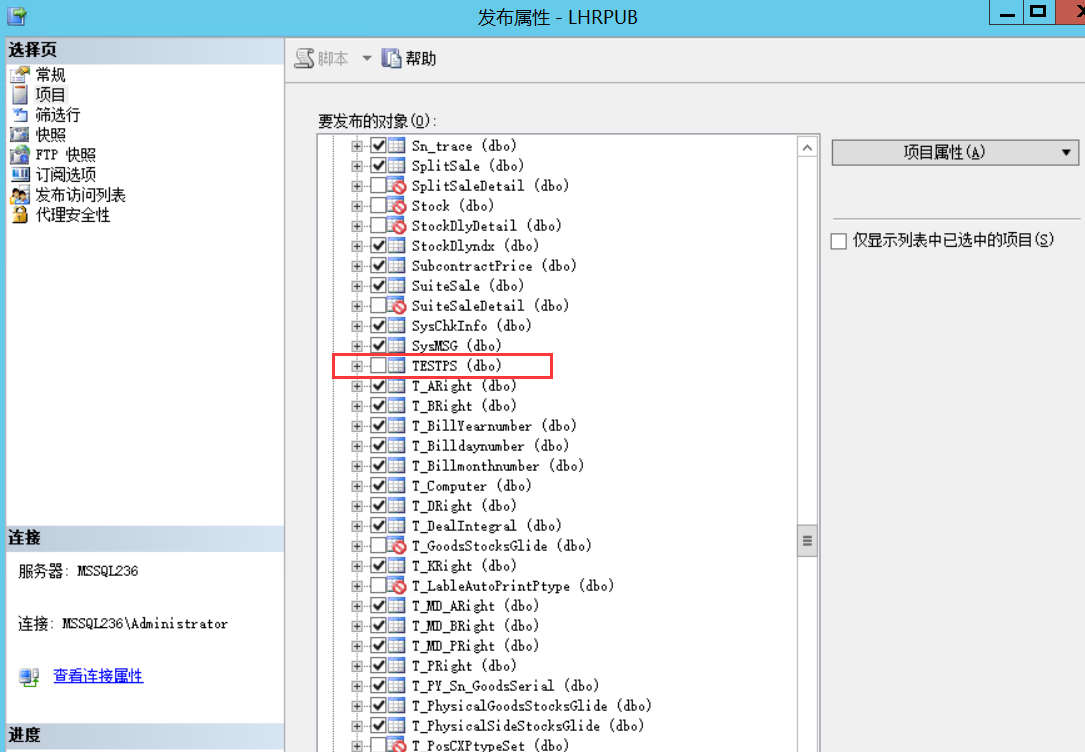 发布属性 - LHRPUB
选择页
常规
项目
筛选行
快照
FTP 快照
订阅选项
发布访问列表
代理安全性
连接
服务器: MSSQL236
连接: MSSQL236\Administrator
查看连接属性
进度
脚本 帮助
要发布的对象(O):
Sn_trace (dbo)
SplitSale (dbo)
SplitSaleDetail (dbo)
Stock (dbo)
StockDlyDetail (dbo)
StockDlyndx (dbo)
SubcontractPrice (dbo)
SuiteSale (dbo)
SuiteSaleDetail (dbo)
SysChkInfo (dbo)
SysMSG (dbo)
TESTPS (dbo)
T_ARight (dbo)
T_BRight (dbo)
T_BillYearnumber (dbo)
T_Billdaynumber (dbo)
T_Billmonthnumber (dbo)
T_Computer (dbo)
T_DRight (dbo)
T_DealIntegral (dbo)
T_GoodsStocksGlide (dbo)
T_KRight (dbo)
T_LableAutoPrintPtype (dbo)
T_MD_ARight (dbo)
T_MD_BRight (dbo)
T_MD_PRight (dbo)
T_PRight (dbo)
T_PY_Sn_GoodsSerial (dbo)
T_PhysicalGoodsStocksGlide (dbo)
T_PhysicalSideStocksGlide (dbo)
T_PosCXPtypeSet (dbo)
项目属性(A)
仅显示列表中已选中的项目(S)